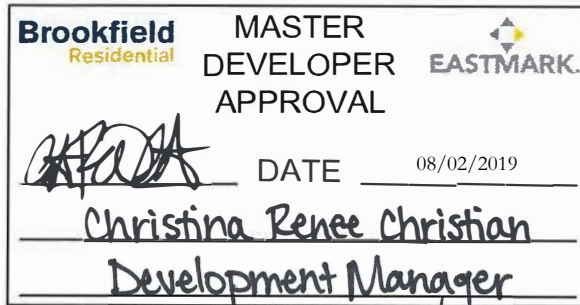 Brookfield
Residential
MASTER
DEVELOPER
APPROVAL
EASTMARK.
DATE 08/02/2019
Christina Renee Christian
Development Manager